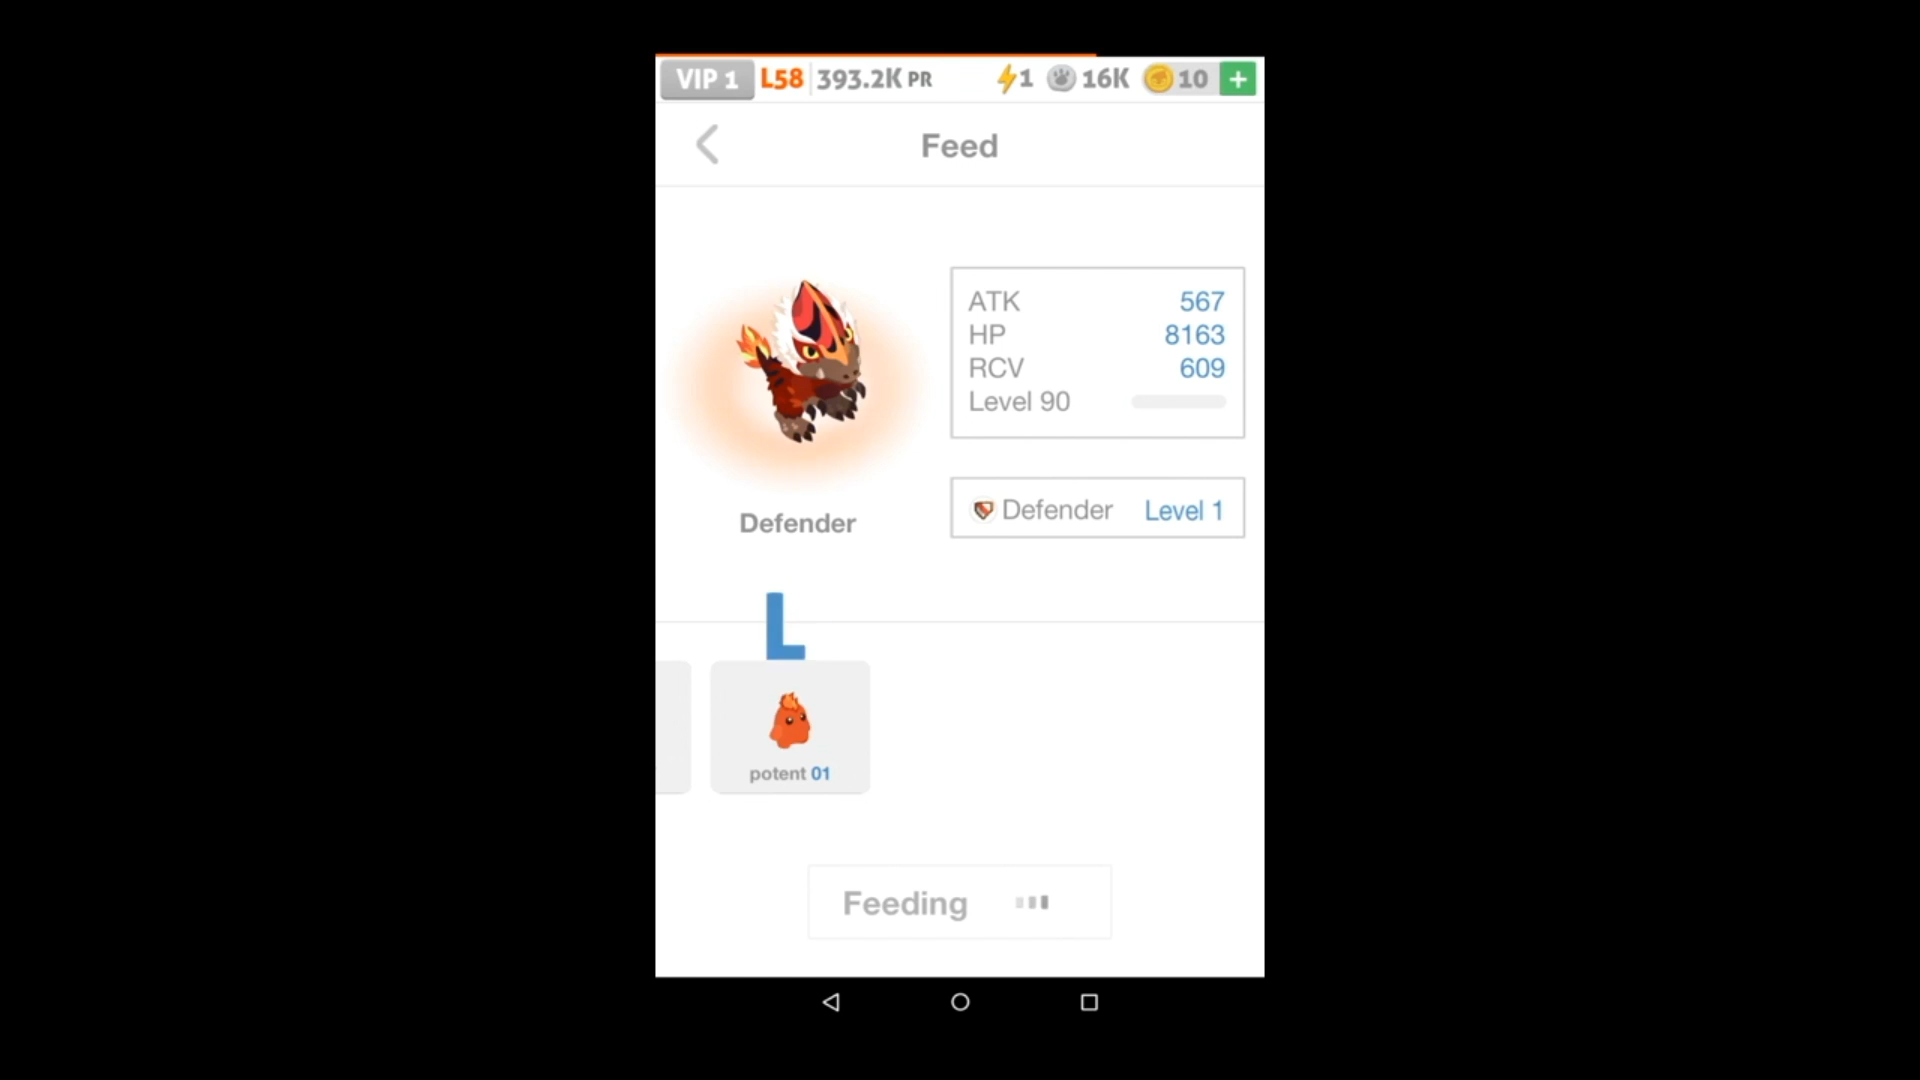 VIP 1 L58 393.2K PR 1 16K 10 +
Feed
ATK 567
HP 8163
RCV 609
Level 90
Defender Level 1
Defender
L
potent 01
Feeding